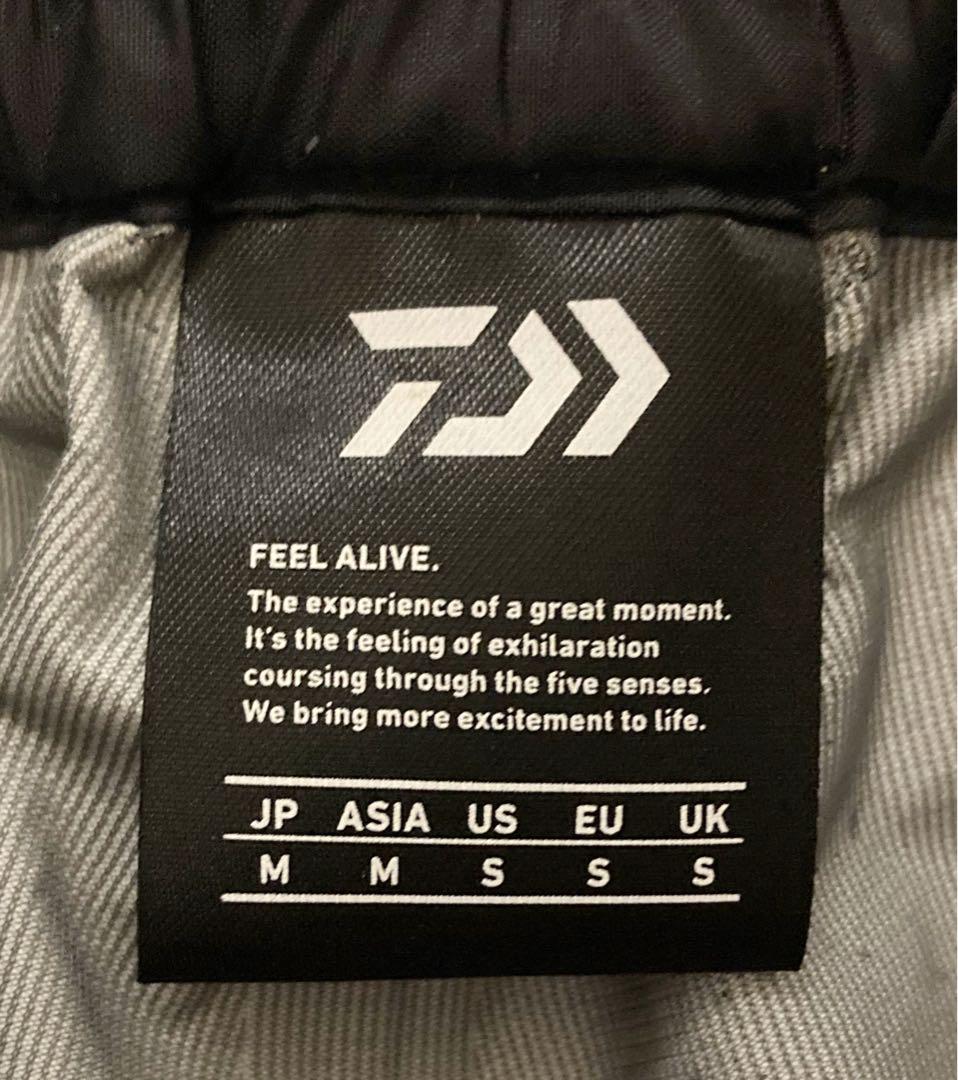 FEEL ALIVE.
The experience of a great moment.
It's the feeling of exhilaration
coursing through the five senses.
We bring more excitement to life.
JP ASIA US EU UK
M M S S S